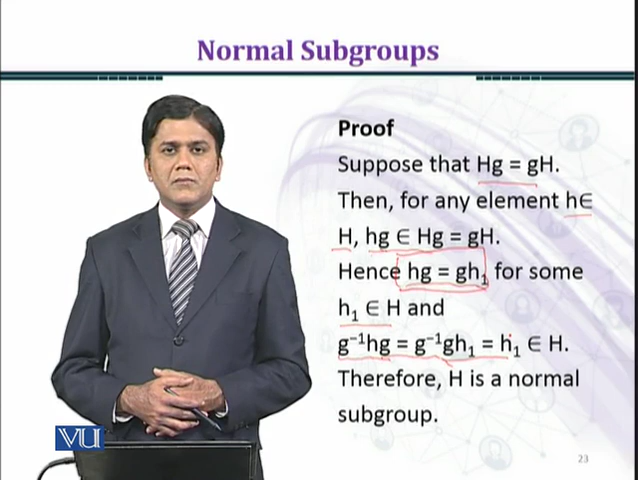 Normal Subgroups
Proof
Suppose that Hg = gH.
Then, for any element h∈
H, hg ∈ Hg = gH.
Hence hg = gh₁ for some
h₁ ∈ H and
g⁻¹hg = g⁻¹gh₁ = h₁ ∈ H.
Therefore, H is a normal
subgroup.
VU
23